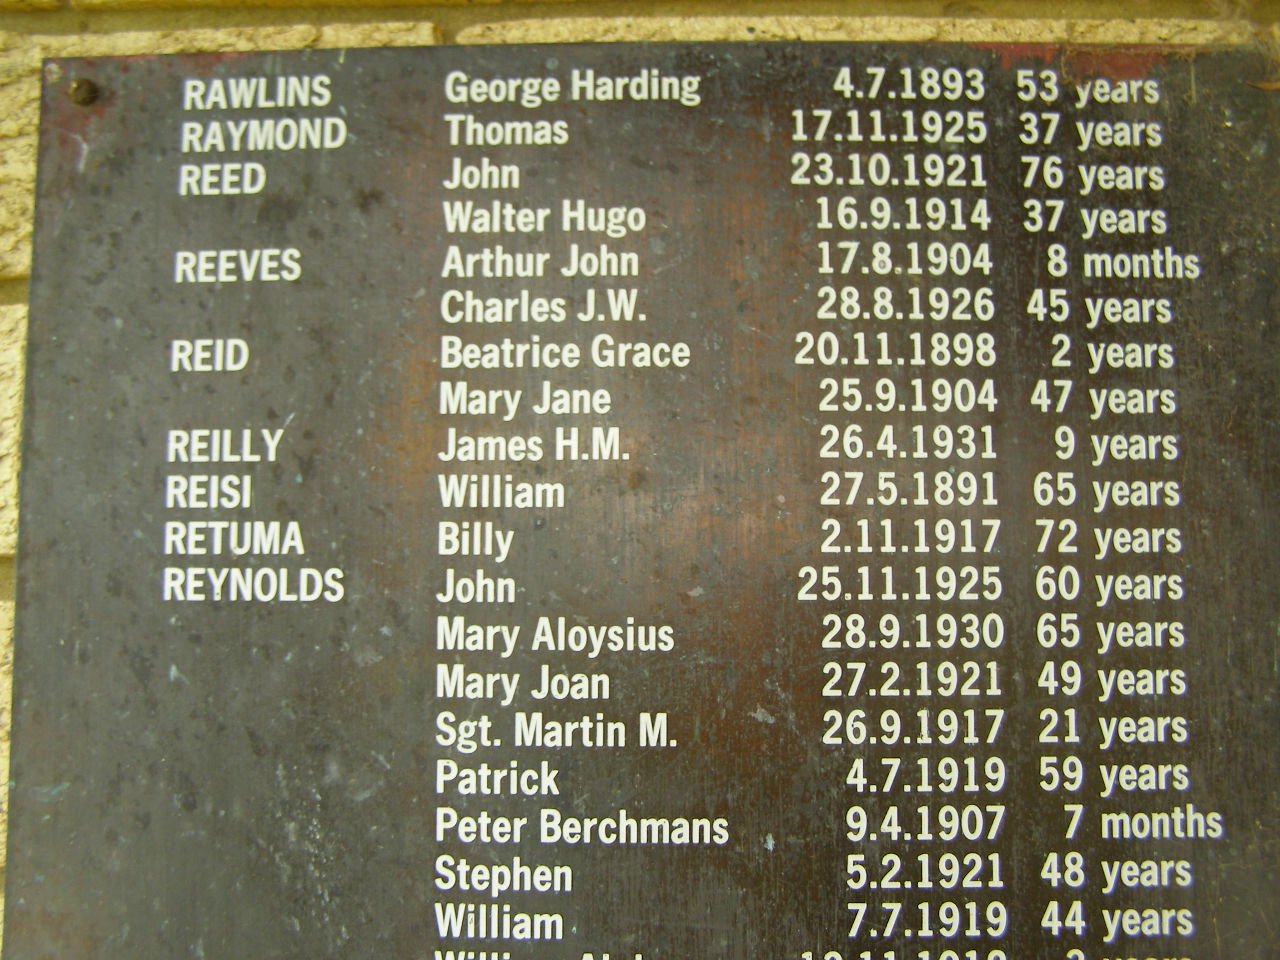 RAWLINS George Harding 4.7.1893 53 years
RAYMOND Thomas 17.11.1925 37 years
REED John 23.10.1921 76 years
Walter Hugo 16.9.1914 37 years
REEVES Arthur John 17.8.1904 8 months
Charles J.W. 28.8.1926 45 years
REID Beatrice Grace 20.11.1898 2 years
Mary Jane 25.9.1904 47 years
REILLY James H.M. 26.4.1931 9 years
REISI William 27.5.1891 65 years
RETUMA Billy 2.11.1917 72 years
REYNOLDS John 25.11.1925 60 years
Mary Aloysius 28.9.1930 65 years
Mary Joan 27.2.1921 49 years
Sgt. Martin M. 26.9.1917 21 years
Patrick 4.7.1919 59 years
Peter Berchmans 9.4.1907 7 months
Stephen 5.2.1921 48 years
William 7.7.1919 44 years
William years